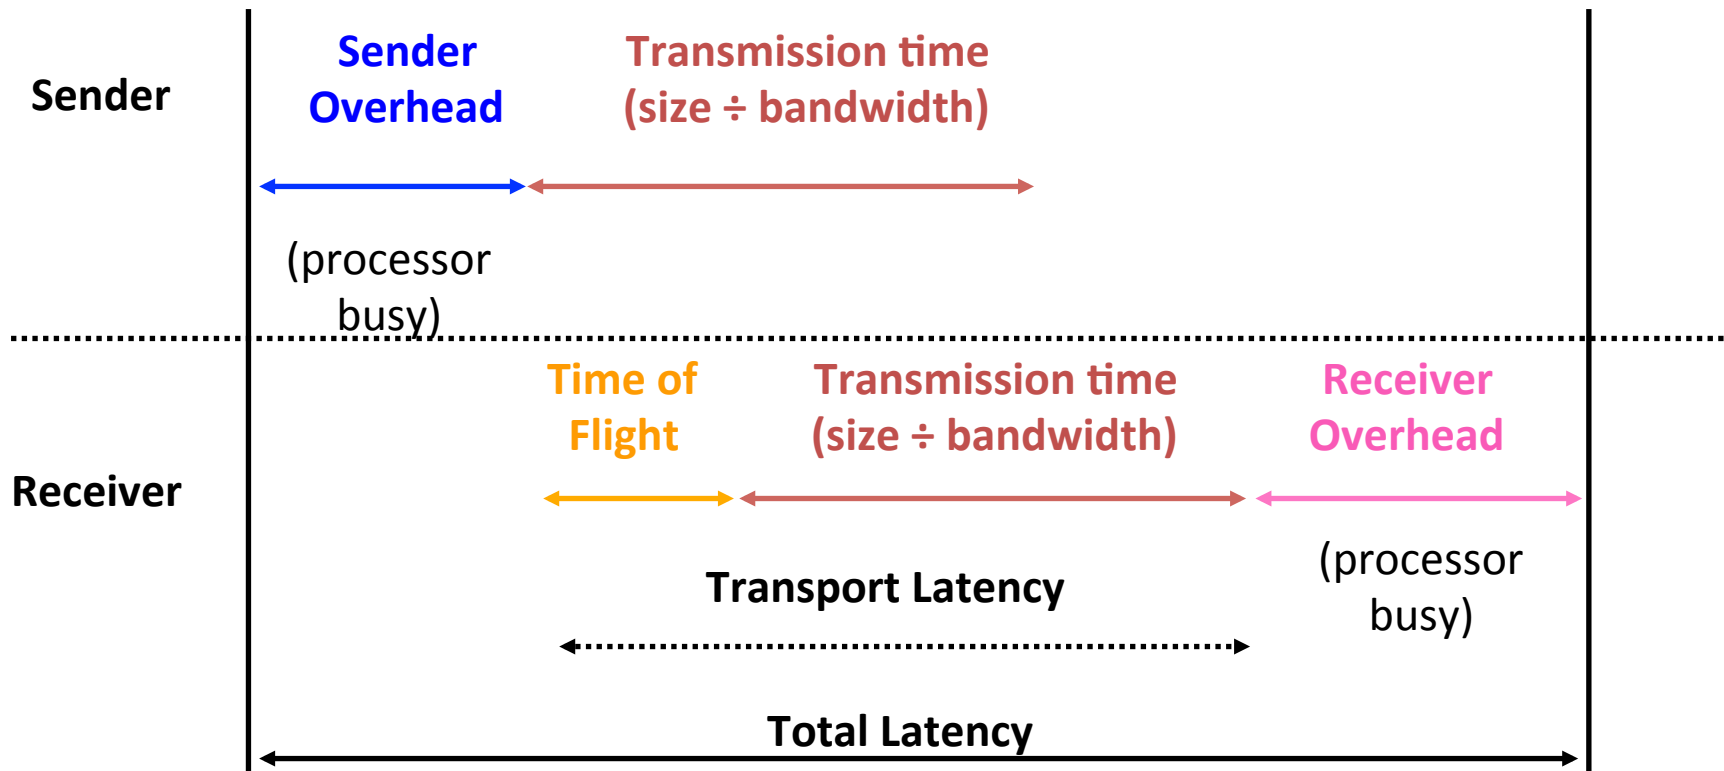 Sender
Sender
Overhead
Transmission time
(size ÷ bandwidth)
(processor
busy)
Receiver
Time of
Flight
Transmission time
(size ÷ bandwidth)
Receiver
Overhead
(processor
busy)
Transport Latency
Total Latency